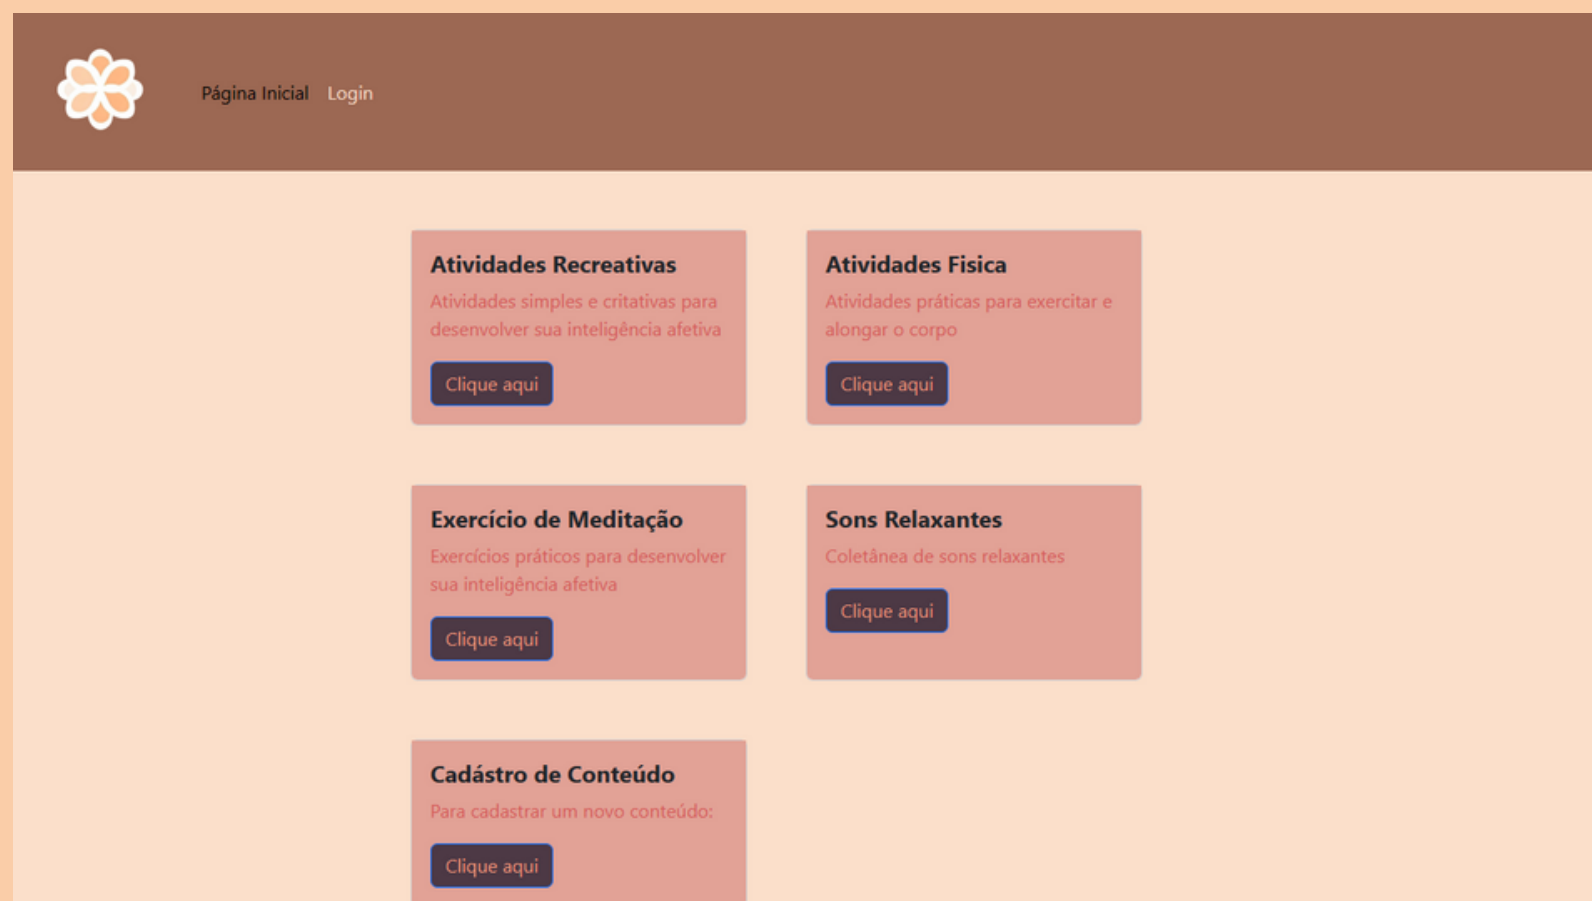 Página Inicial Login
Atividades Recreativas
Atividades simples e critativas para
desenvolver sua inteligência afetiva
Clique aqui
Atividades Fisica
Atividades práticas para exercitar e
alongar o corpo
Clique aqui
Exercício de Meditação
Exercícios práticos para desenvolver
sua inteligência afetiva
Clique aqui
Sons Relaxantes
Coletânea de sons relaxantes
Clique aqui
Cadástro de Conteúdo
Para cadastrar um novo conteúdo:
Clique aqui